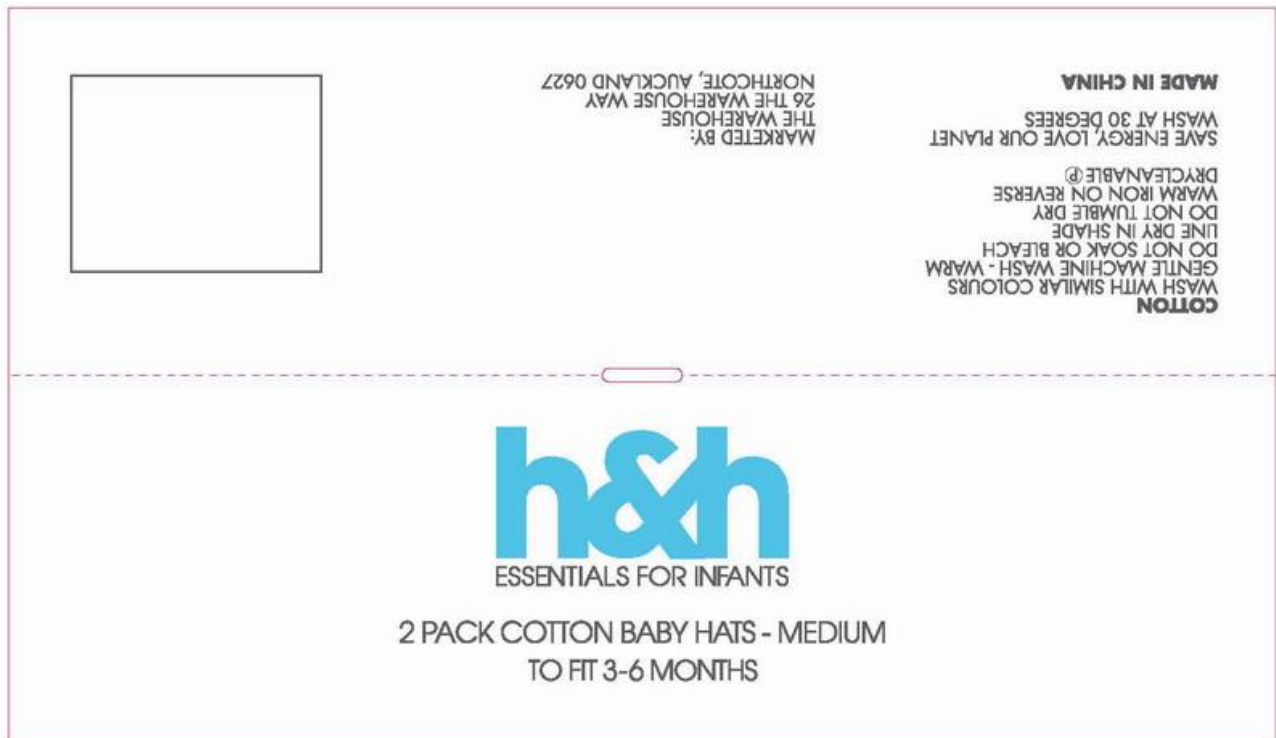 COTTON
WASH WITH SIMILAR COLOURS
GENTLE MACHINE WASH - WARM
DO NOT SOAK OR BLEACH
LINE DRY IN SHADE
DO NOT TUMBLE DRY
WARM IRON ON REVERSE
DRYCLEANABLE Ⓟ
SAVE ENERGY, LOVE OUR PLANET
WASH AT 30 DEGREES
MADE IN CHINA
MARKETED BY:
THE WAREHOUSE
26 THE WAREHOUSE WAY
NORTHCOTE, AUCKLAND 0627
h&h
ESSENTIALS FOR INFANTS
2 PACK COTTON BABY HATS - MEDIUM
TO FIT 3-6 MONTHS